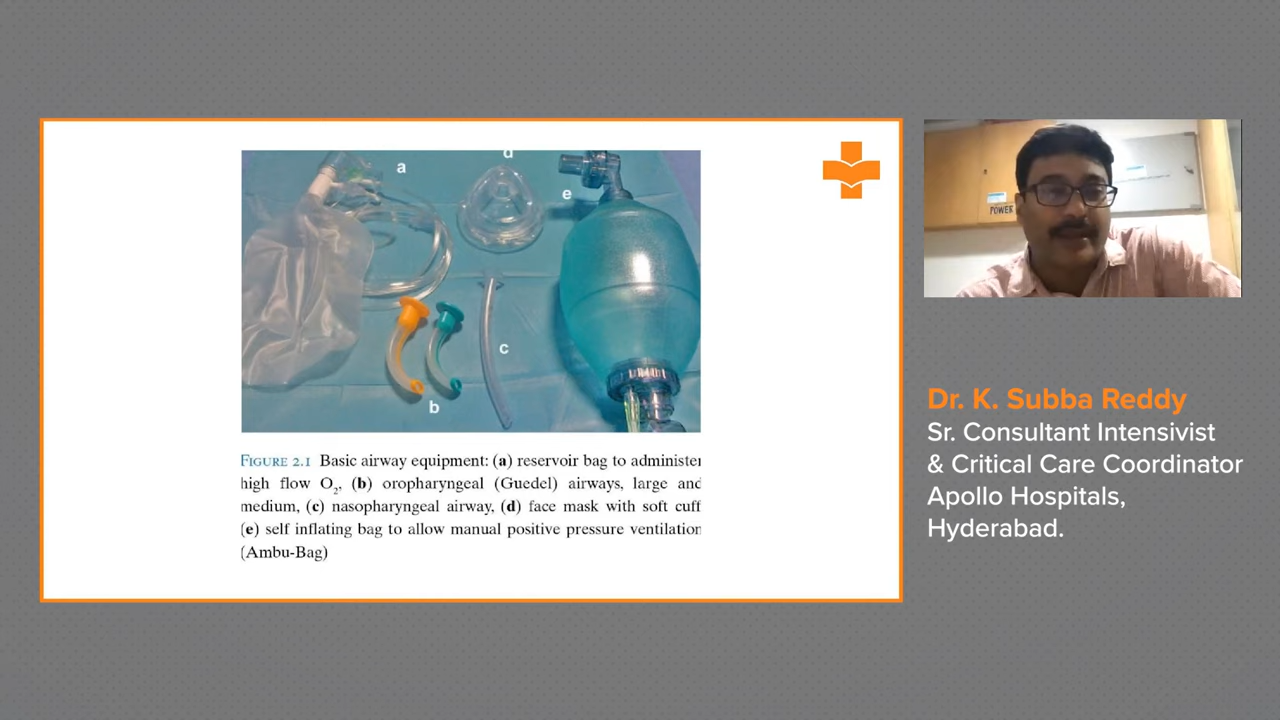 a
d
e
c
b
FIGURE 2.1 Basic airway equipment: (a) reservoir bag to administer
high flow O2, (b) oropharyngeal (Guedel) airways, large and
medium, (c) nasopharyngeal airway, (d) face mask with soft cuff
(e) self inflating bag to allow manual positive pressure ventilation
(Ambu-Bag)
POWER
Dr. K. Subba Reddy
Sr. Consultant Intensivist
& Critical Care Coordinator
Apollo Hospitals,
Hyderabad.